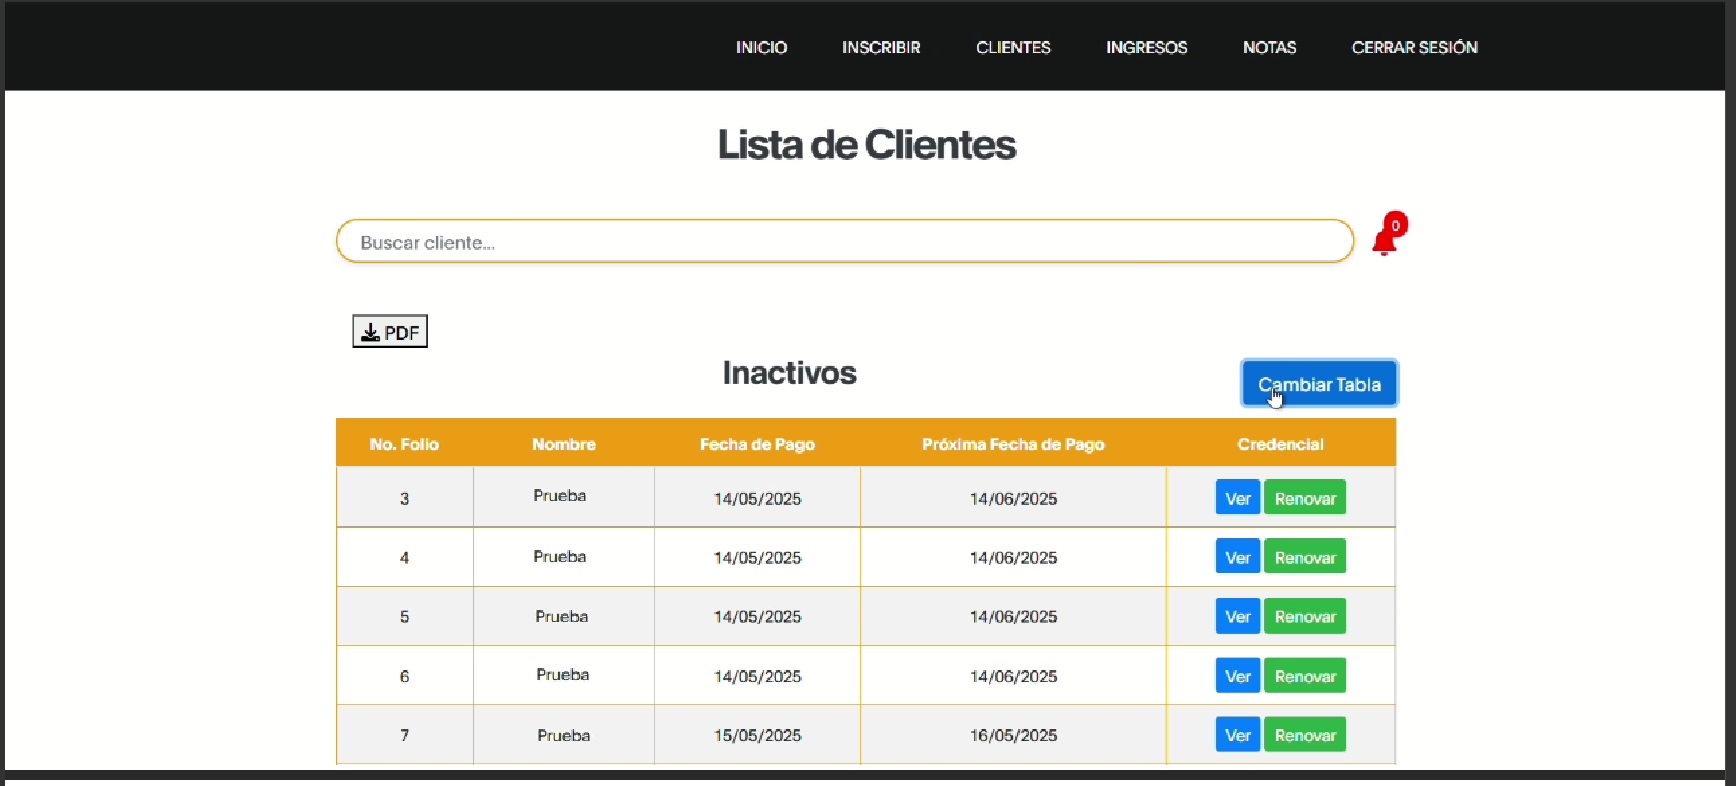 INICIO INSCRIBIR CLIENTES INGRESOS NOTAS CERRAR SESIÓN
Lista de Clientes
Buscar cliente...
0
PDF
Inactivos
Cambiar Tabla
No. Folio Nombre Fecha de Pago Próxima Fecha de Pago Credencial
3 Prueba 14/05/2025 14/06/2025 Ver Renovar
4 Prueba 14/05/2025 14/06/2025 Ver Renovar
5 Prueba 14/05/2025 14/06/2025 Ver Renovar
6 Prueba 14/05/2025 14/06/2025 Ver Renovar
7 Prueba 15/05/2025 16/05/2025 Ver Renovar